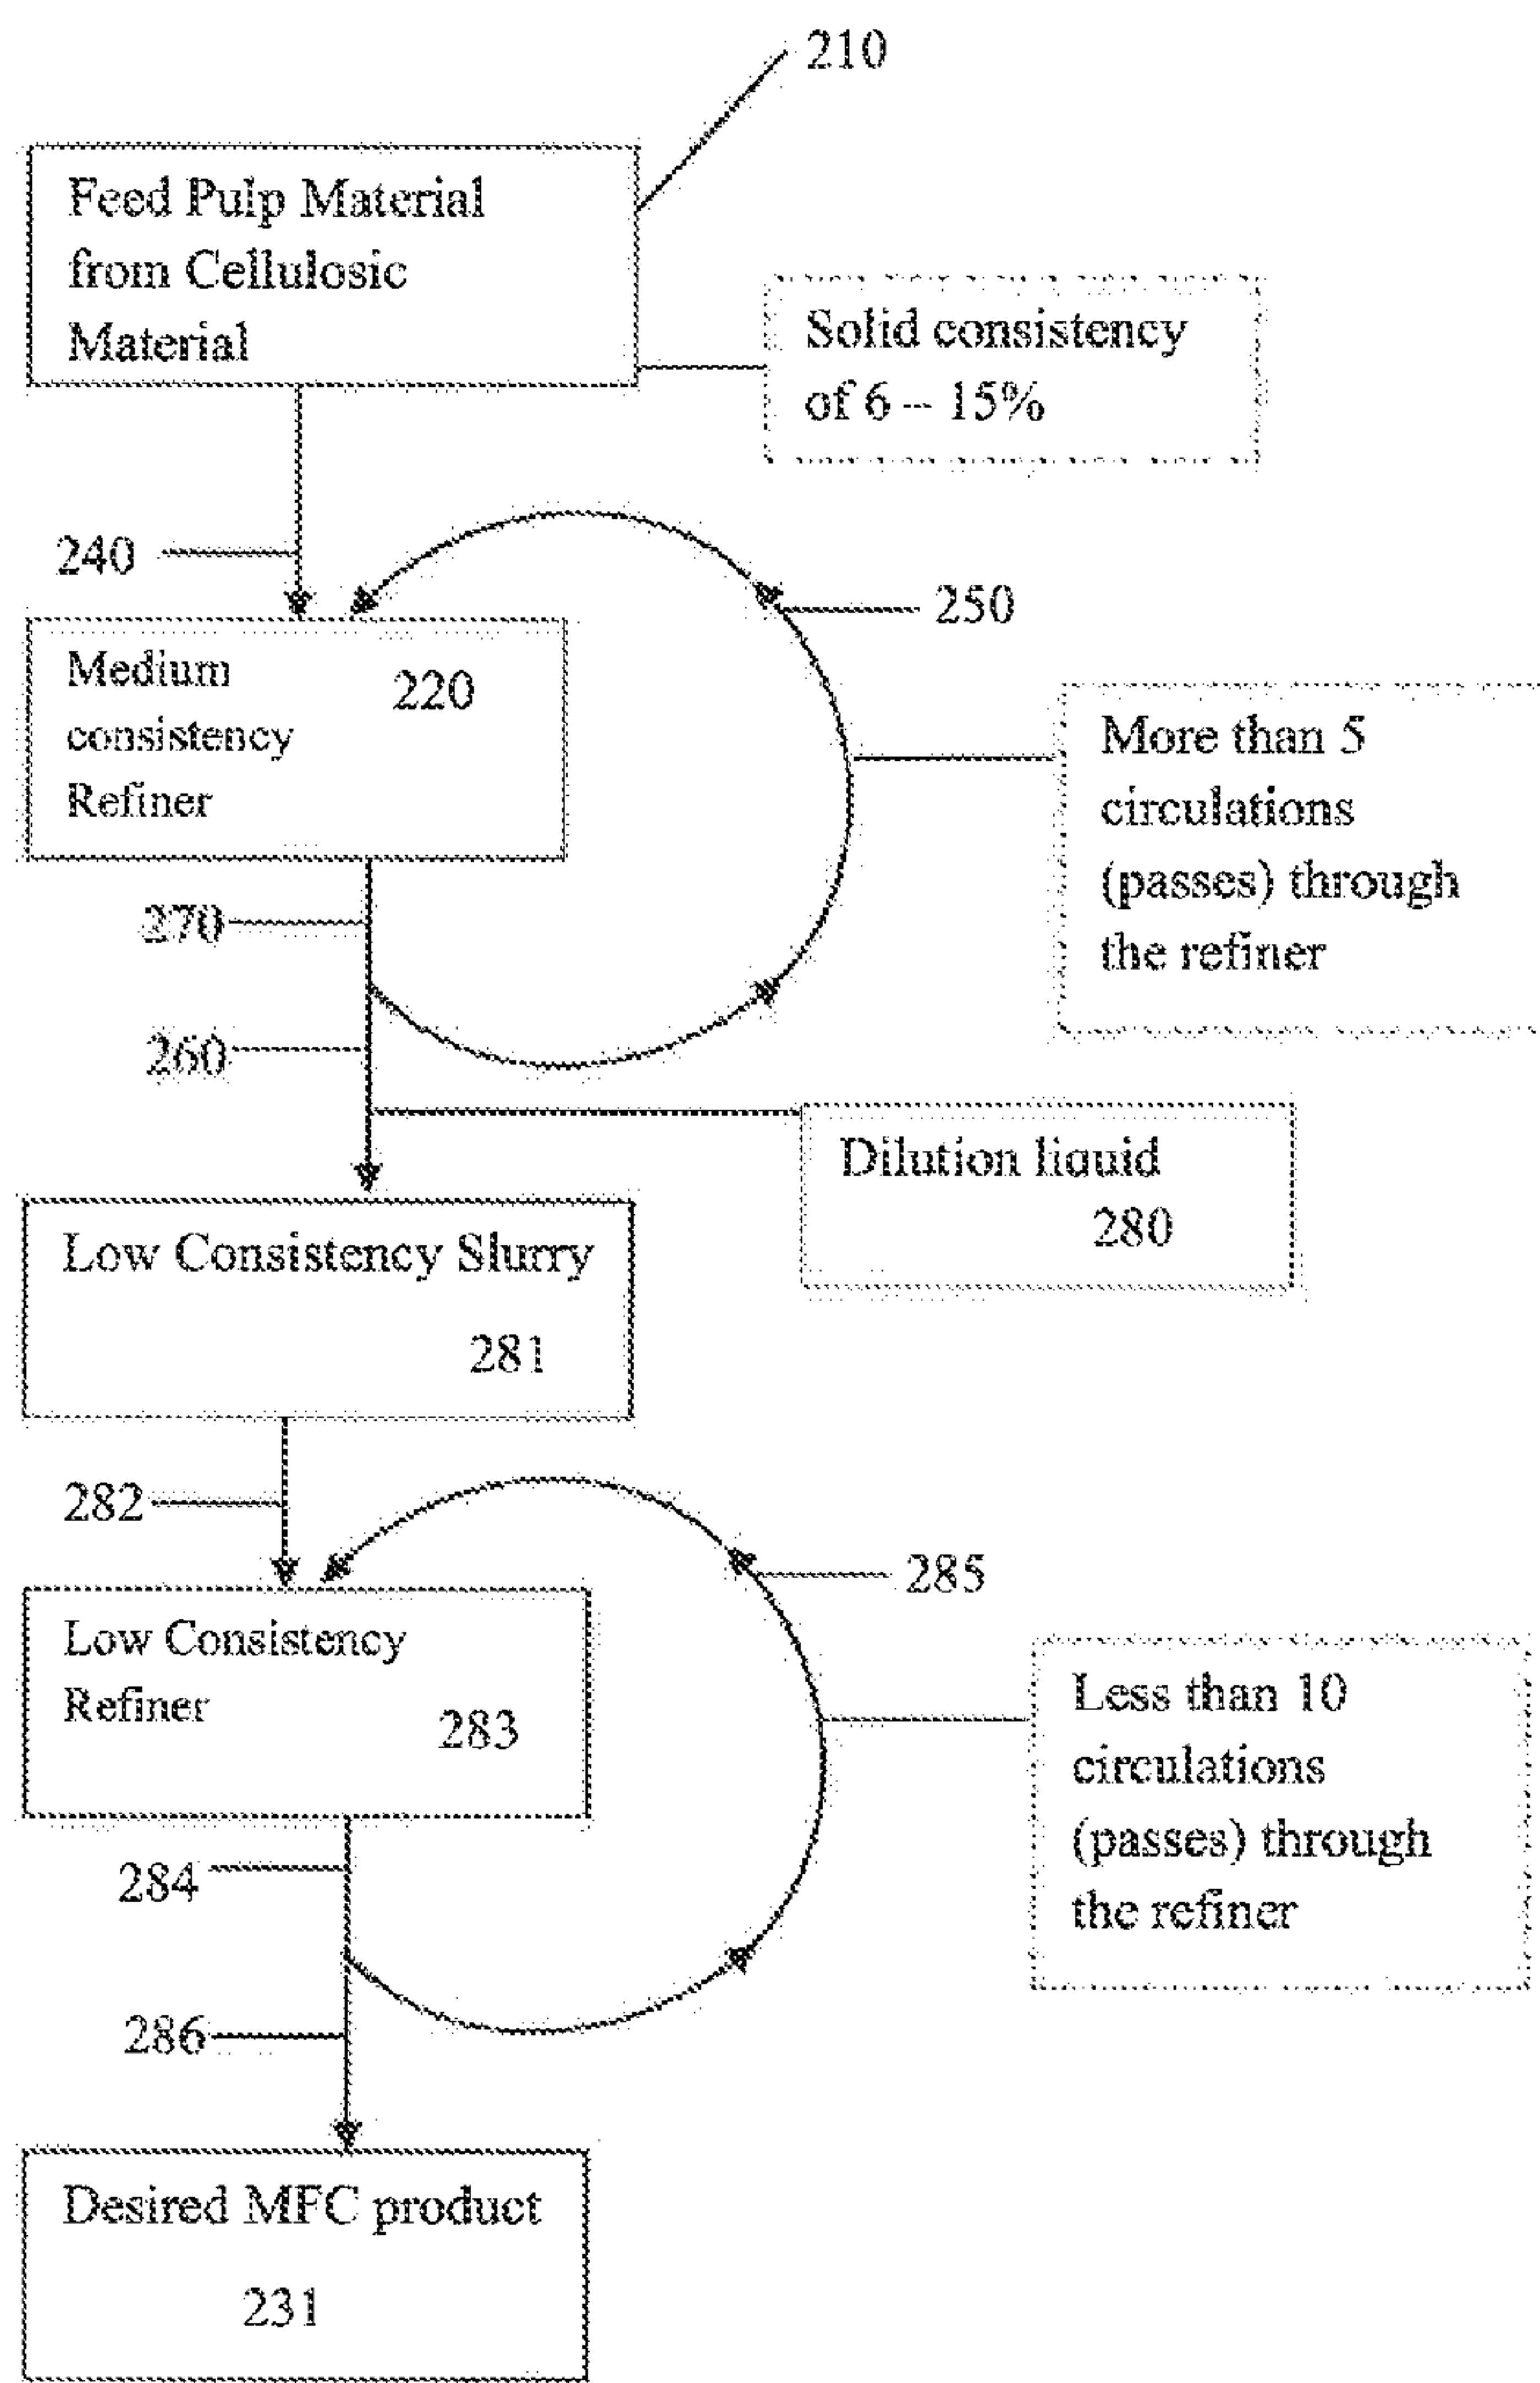 210
Feed Pulp Material
from Cellulosic
Material
Solid consistency
of 6 – 15%
240
250
Medium
consistency
Refiner
220
More than 5
circulations
(passes) through
the refiner
270
260
Dilution liquid
280
Low Consistency Slurry
281
282
285
Low Consistency
Refiner
283
Less than 10
circulations
(passes) through
the refiner
284
286
Desired MFC product
231